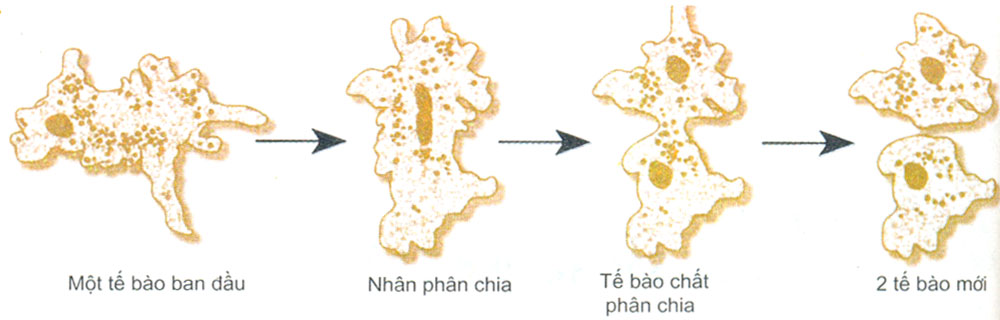 Một tế bào ban đầu
Nhân phân chia
Tế bào chất
phân chia
2 tế bào mới